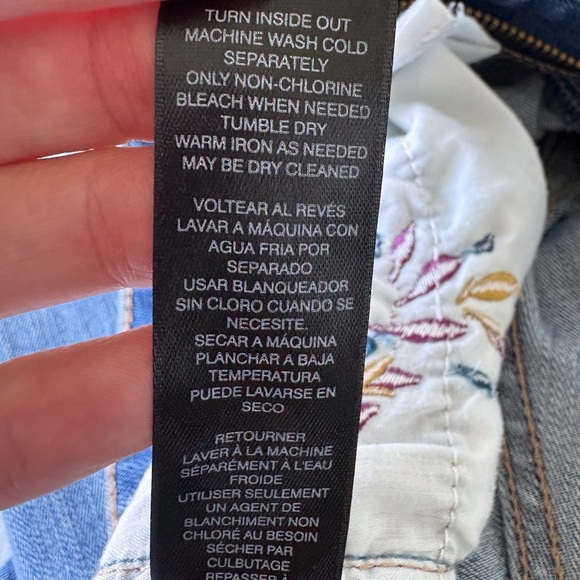 TURN INSIDE OUT
MACHINE WASH COLD
SEPARATELY
ONLY NON-CHLORINE
BLEACH WHEN NEEDED
TUMBLE DRY
WARM IRON AS NEEDED
MAY BE DRY CLEANED
VOLTEAR AL REVÉS
LAVAR A MÁQUINA CON
AGUA FRIA POR
SEPARADO
USAR BLANQUEADOR
SIN CLORO CUANDO SE
NECESITE.
SECAR A MÁQUINA
PLANCHAR A BAJA
TEMPERATURA
PUEDE LAVARSE EN
SECO
RETOURNER
LAVER À LA MACHINE
SÉPARÉMENT À L'EAU
FROIDE
UTILISER SEULEMENT
UN AGENT DE
BLANCHIMENT NON
CHLORÉ AU BESOIN
SÉCHER PAR
CULBUTAGE
REPASSER À